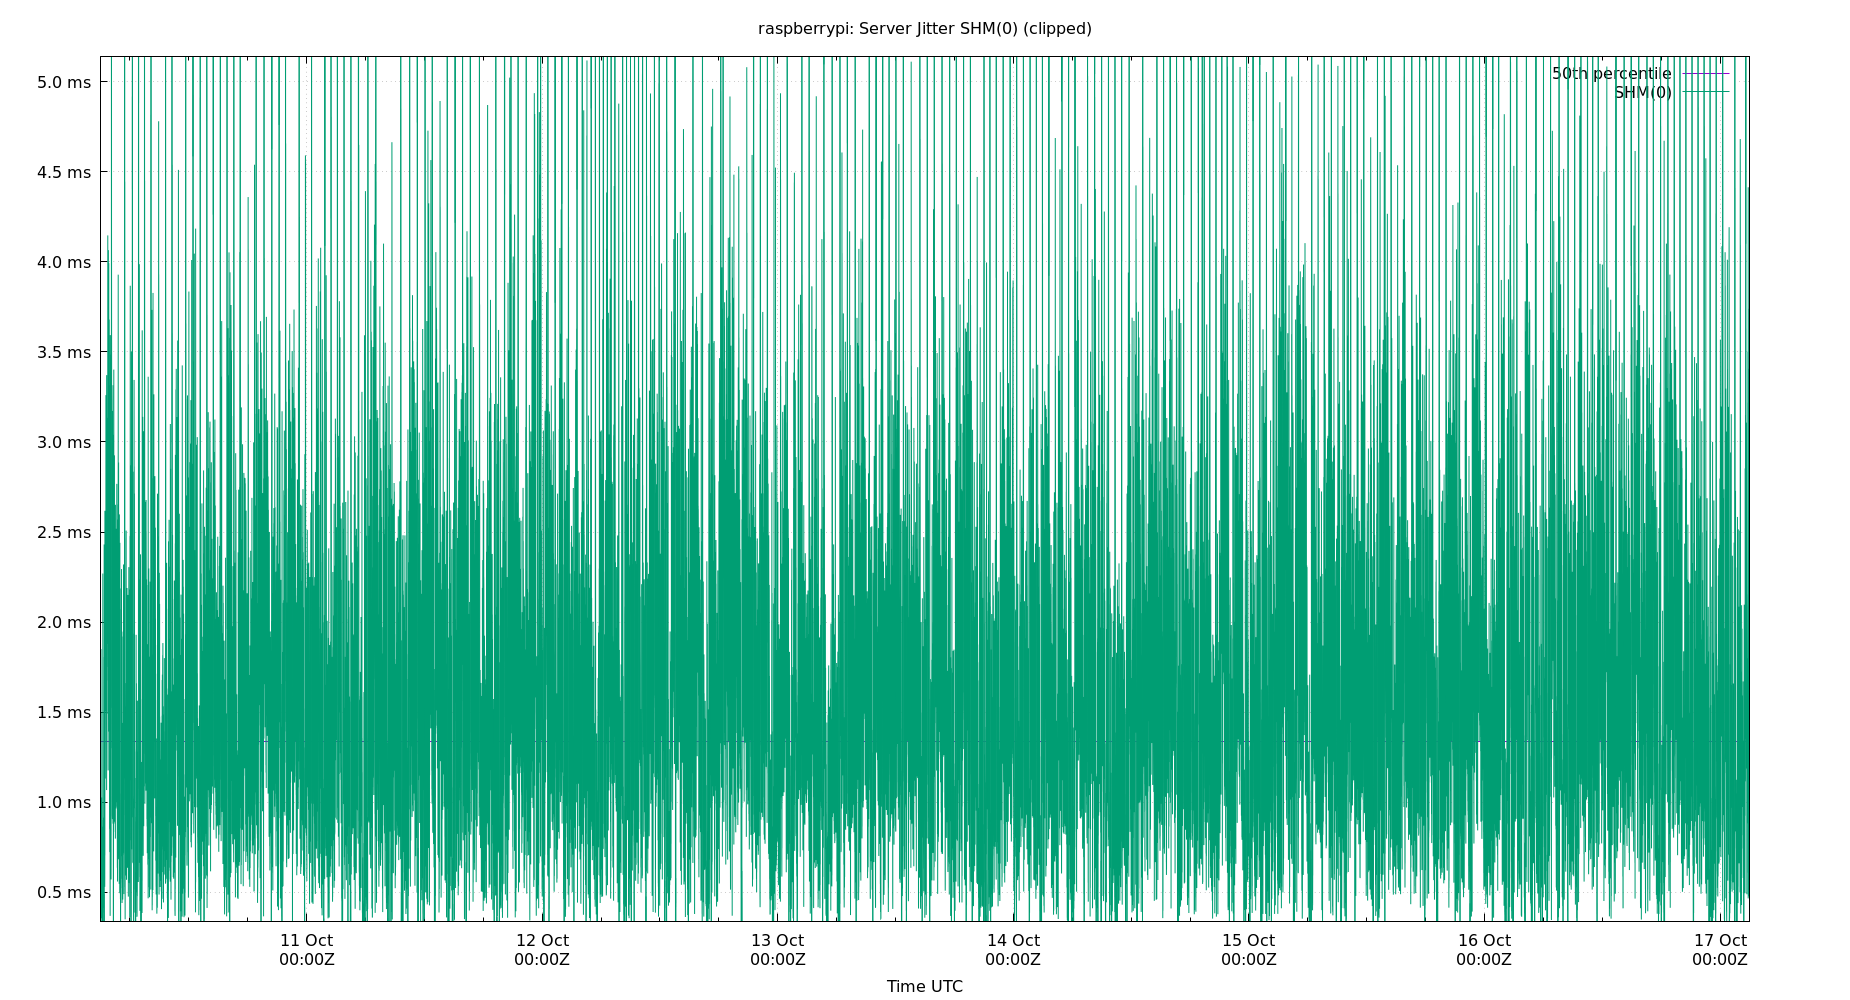 raspberrypi: Server Jitter SHM(0) (clipped)
50th percentile
SHM(0)
5.0 ms
4.5 ms
4.0 ms
3.5 ms
3.0 ms
2.5 ms
2.0 ms
1.5 ms
1.0 ms
0.5 ms
11 Oct 12 Oct 13 Oct 14 Oct 15 Oct 16 Oct 17 Oct
00:00Z 00:00Z 00:00Z 00:00Z 00:00Z 00:00Z 00:00Z
Time UTC